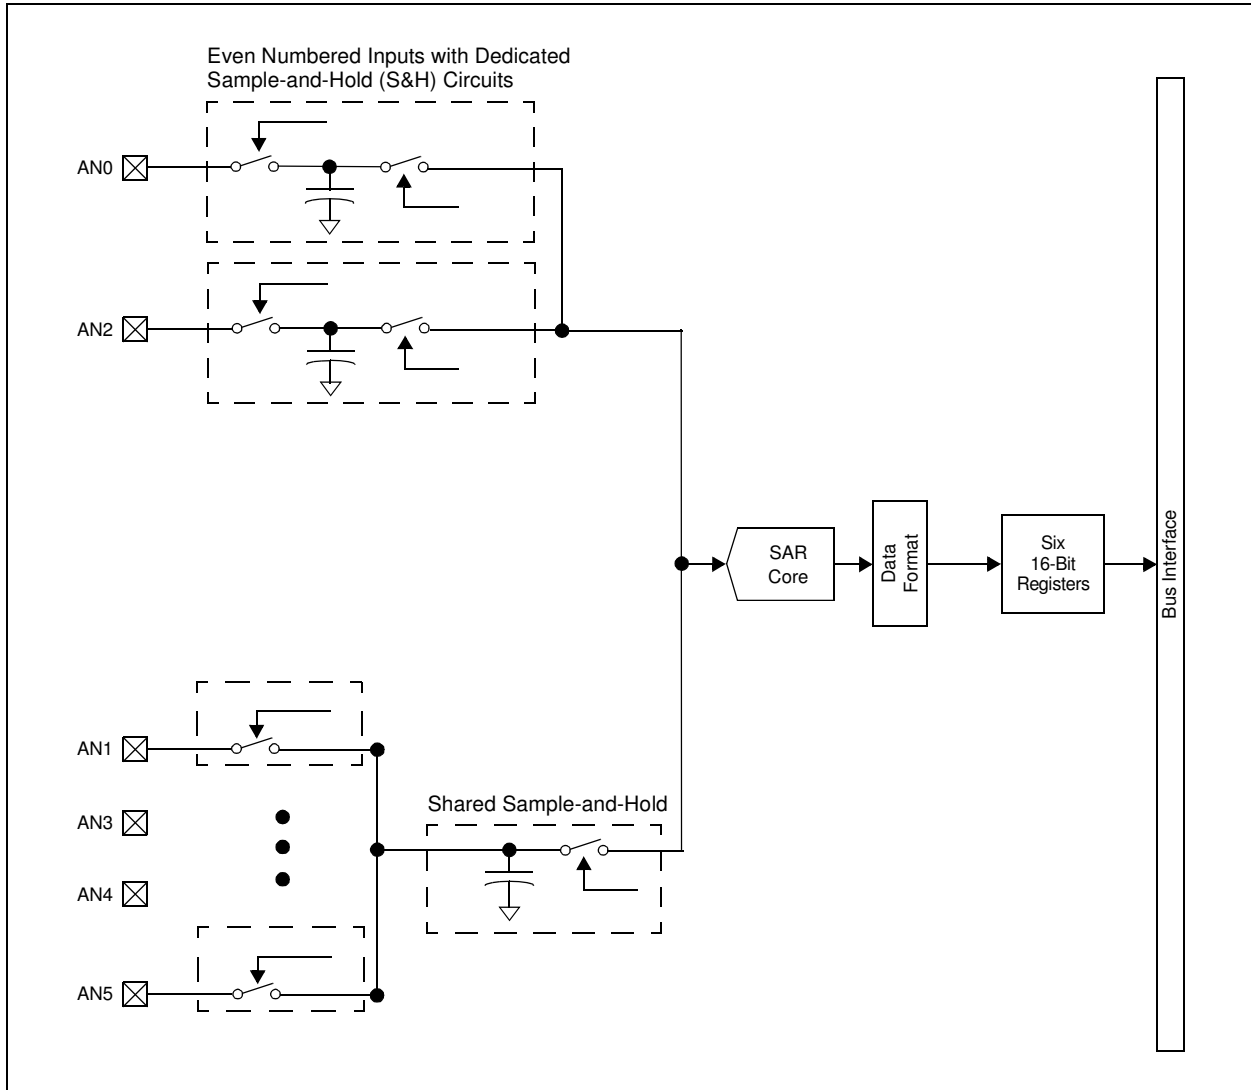 Even Numbered Inputs with Dedicated
Sample-and-Hold (S&H) Circuits
AN0
AN2
SAR
Core
Data
Format
Six
16-Bit
Registers
Bus Interface
AN1
AN3
Shared Sample-and-Hold
AN4
AN5